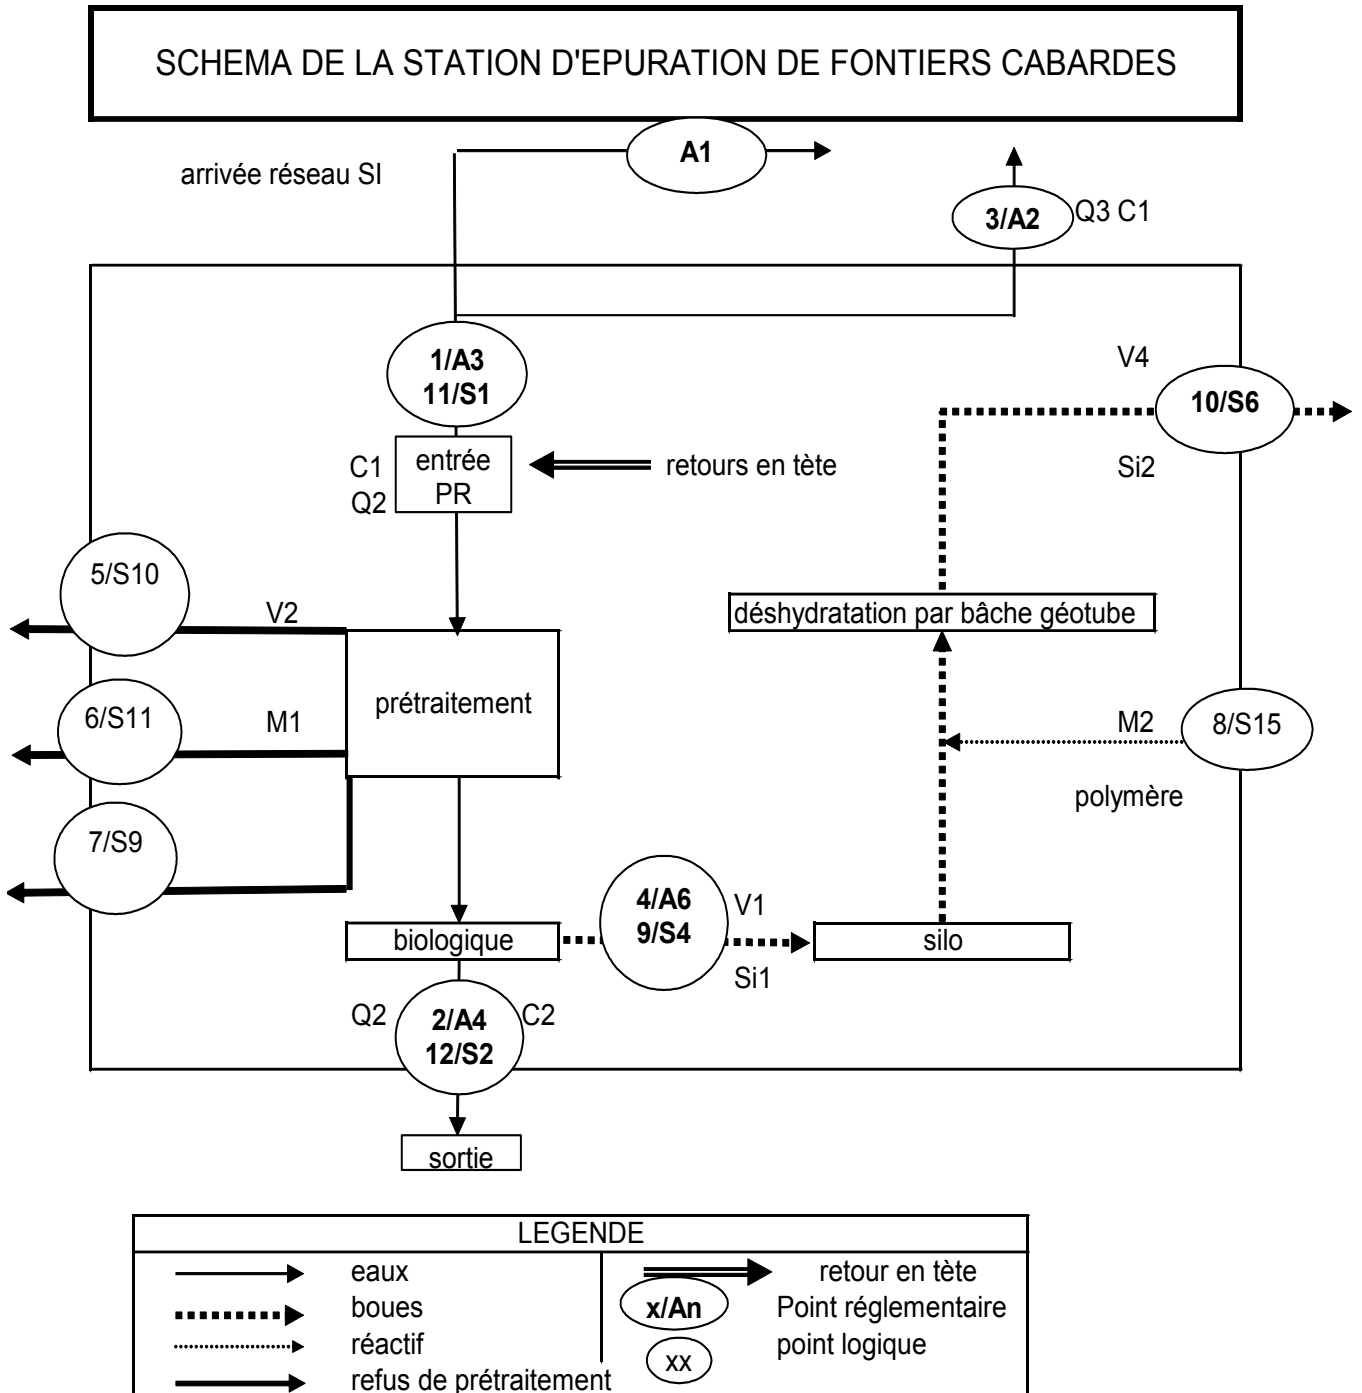 SCHEMA DE LA STATION D'EPURATION DE FONTIERS CABARDES
A1
arrivée réseau SI
3/A2
Q3 C1
1/A3
11/S1
V4
10/S6
Si2
C1
Q2
entrée
PR
retours en tète
5/S10
V2
déshydratation par bâche géotube
prétraitement
6/S11
M1
M2
8/S15
polymère
7/S9
4/A6
9/S4
V1
Si1
biologique
silo
Q2
2/A4
12/S2
C2
sortie
LEGENDE
eaux
retour en tète
boues
x/An
Point réglementaire
réactif
xx
point logique
refus de prétraitement